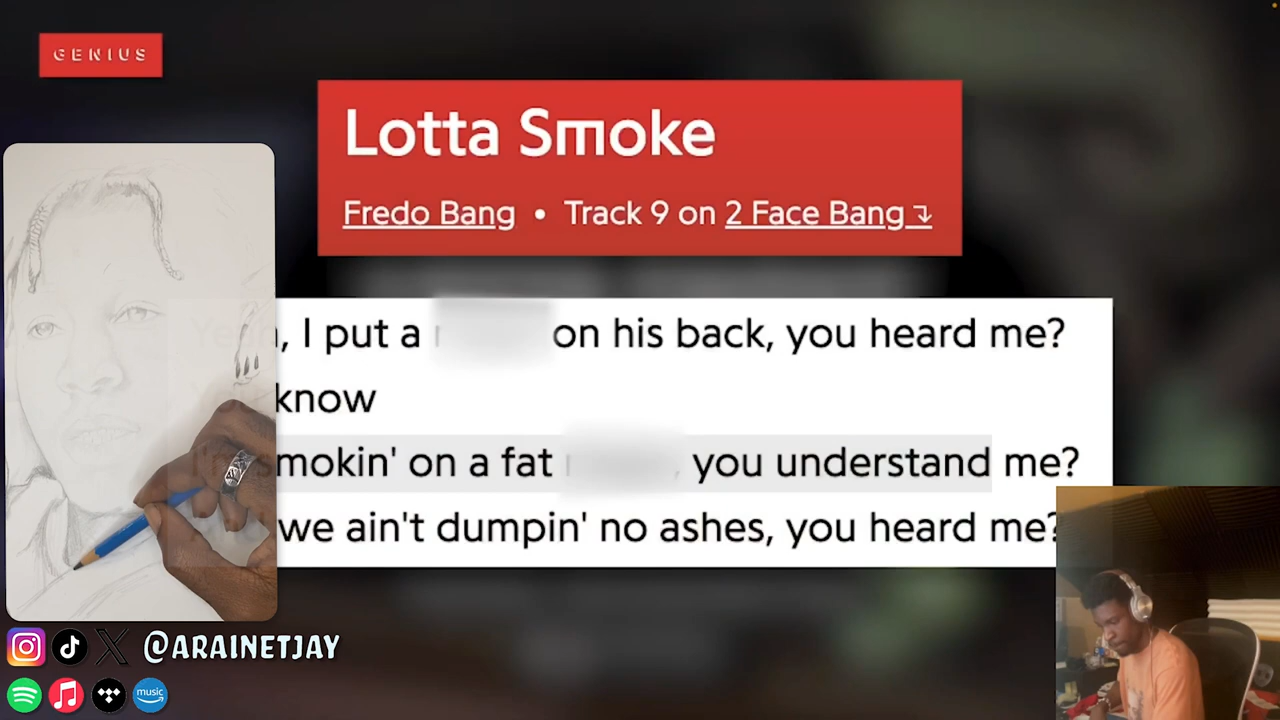 GENIUS
Lotta Smoke
Fredo Bang • Track 9 on 2 Face Bang
, I put a on his back, you heard me?
know
smokin' on a fat , you understand me?
we ain't dumpin' no ashes, you heard me?
@ARAINETJAY
music